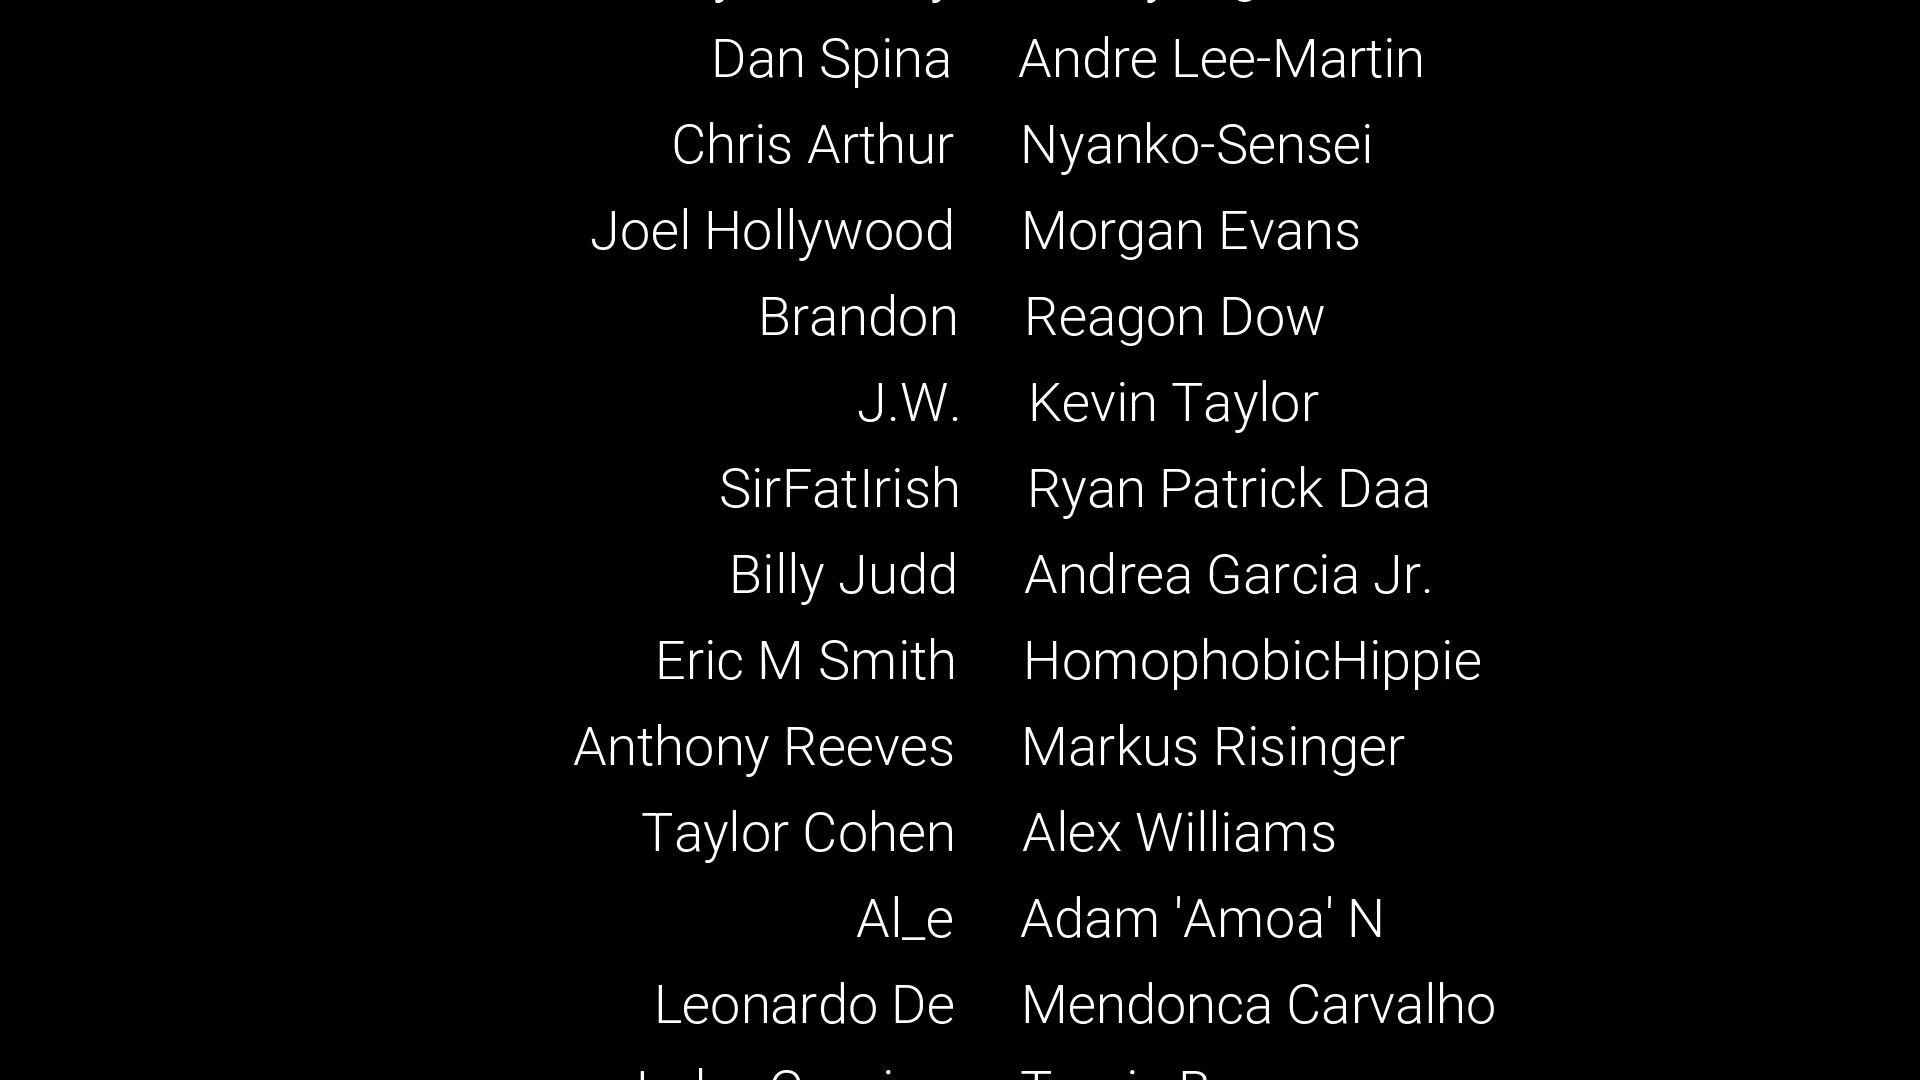 Dan Spina Andre Lee-Martin
Chris Arthur Nyanko-Sensei
Joel Hollywood Morgan Evans
Brandon Reagon Dow
J.W. Kevin Taylor
SirFatIrish Ryan Patrick Daa
Billy Judd Andrea Garcia Jr.
Eric M Smith HomophobicHippie
Anthony Reeves Markus Risinger
Taylor Cohen Alex Williams
Al_e Adam 'Amoa' N
Leonardo De Mendonca Carvalho